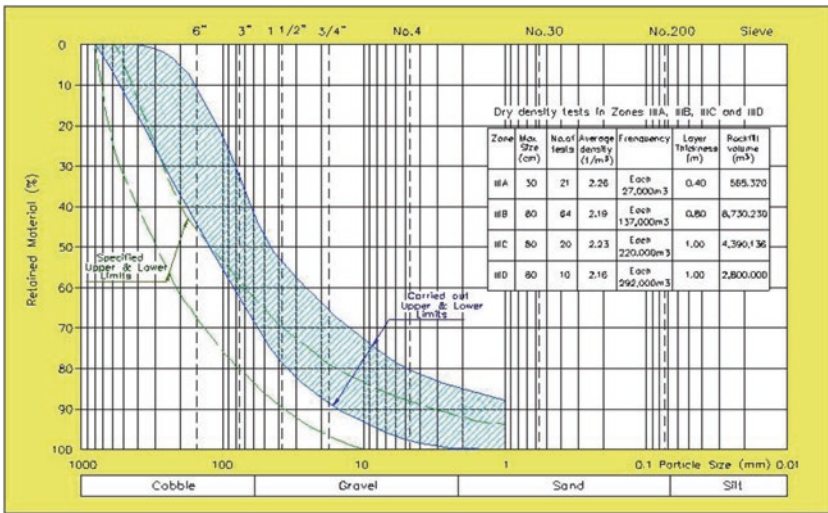 6" 3" 1 1/2" 3/4" No.4 No.30 No.200 Sieve
Retained Material (%)
0
10
20
30
40
50
60
70
80
90
100
Dry density tests in Zones IIIA, IIIB, IIIC and IIID
Zone Max. Size (cm) No.of tests Average density (t/m³) Frenquency Layer Thickness (m) Rockfill volume (m³)
IIIA 30 21 2.26 Each 27,000m3 0.40
IIIB 80 64 2.19 Each 137,000m3 0.80 8,730.230
IIIC 80 20 2.23 Each 220,000m3 1.00 4,390,136
IIID 80 10 2.16 Each 292,000m3 1.00 2,800.000
Specified
Upper & Lower
Limits
Carried out
Upper & Lower
Limits
1000 100 10 1 0.1 Particle Size (mm) 0.01
Cobble Gravel Sand Silt